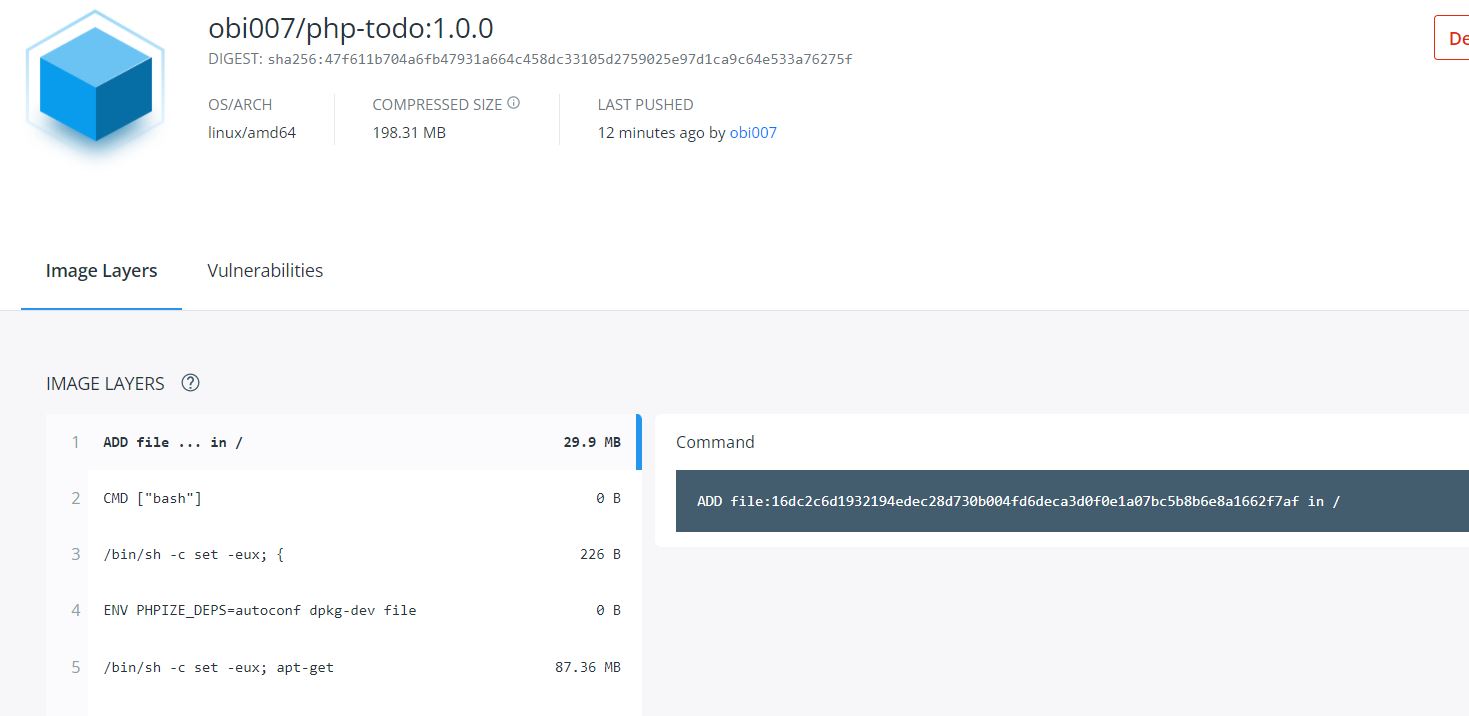 obi007/php-todo:1.0.0
De
DIGEST: sha256:47f611b704a6fb47931a664c458dc33105d2759025e97d1ca9c64e533a76275f
OS/ARCH
linux/amd64
COMPRESSED SIZE
198.31 MB
LAST PUSHED
12 minutes ago by obi007
Image Layers
Vulnerabilities
IMAGE LAYERS
1 ADD file ... in / 29.9 MB
2 CMD ["bash"] 0 B
3 /bin/sh -c set -eux; { 226 B
4 ENV PHPIZE_DEPS=autoconf dpkg-dev file 0 B
5 /bin/sh -c set -eux; apt-get 87.36 MB
Command
ADD file:16dc2c6d1932194edec28d730b004fd6deca3d0f0e1a07bc5b8b6e8a1662f7af in /